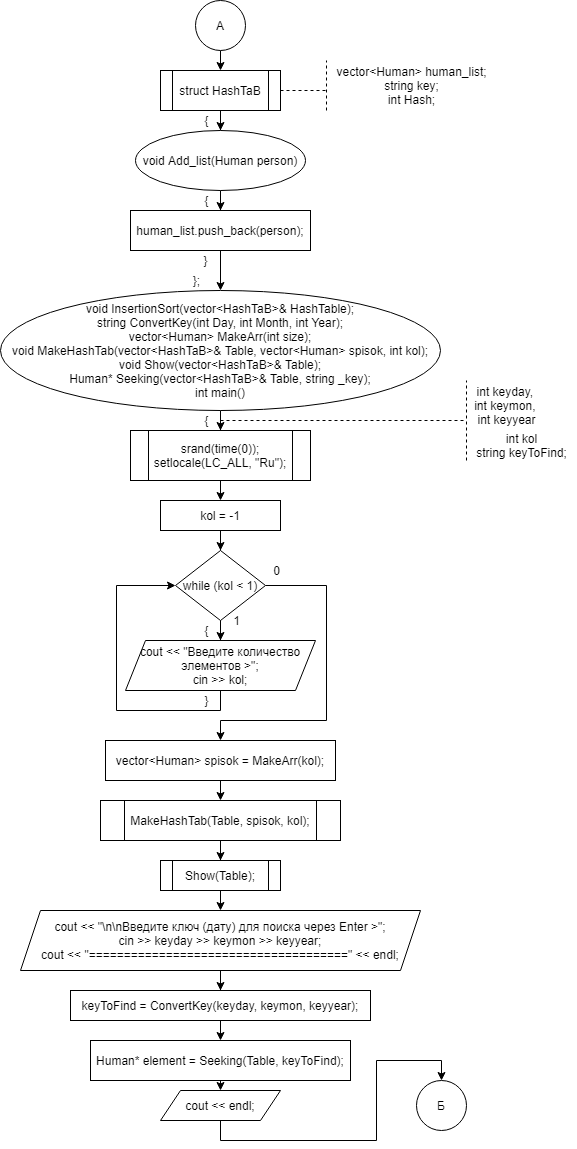 А
struct HashTaB
vector<Human> human_list;
string key;
int Hash;
{
void Add_list(Human person)
{
human_list.push_back(person);
}
};
void InsertionSort(vector<HashTaB>& HashTable);
string ConvertKey(int Day, int Month, int Year);
vector<Human> MakeArr(int size);
void MakeHashTab(vector<HashTaB>& Table, vector<Human> spisok, int kol);
void Show(vector<HashTaB>& Table);
Human* Seeking(vector<HashTaB>& Table, string _key);
int main()
{
int keyday,
int keymon,
int keyyear
int kol
string keyToFind;
srand(time(0));
setlocale(LC_ALL, "Ru");
kol = -1
while (kol < 1)
0
1
{
cout << "Введите количество
элементов >";
cin >> kol;
}
vector<Human> spisok = MakeArr(kol);
MakeHashTab(Table, spisok, kol);
Show(Table);
cout << "\n\nВведите ключ (дату) для поиска через Enter >";
cin >> keyday >> keymon >> keyyear;
cout << "=====================================" << endl;
keyToFind = ConvertKey(keyday, keymon, keyyear);
Human* element = Seeking(Table, keyToFind);
cout << endl;
Б